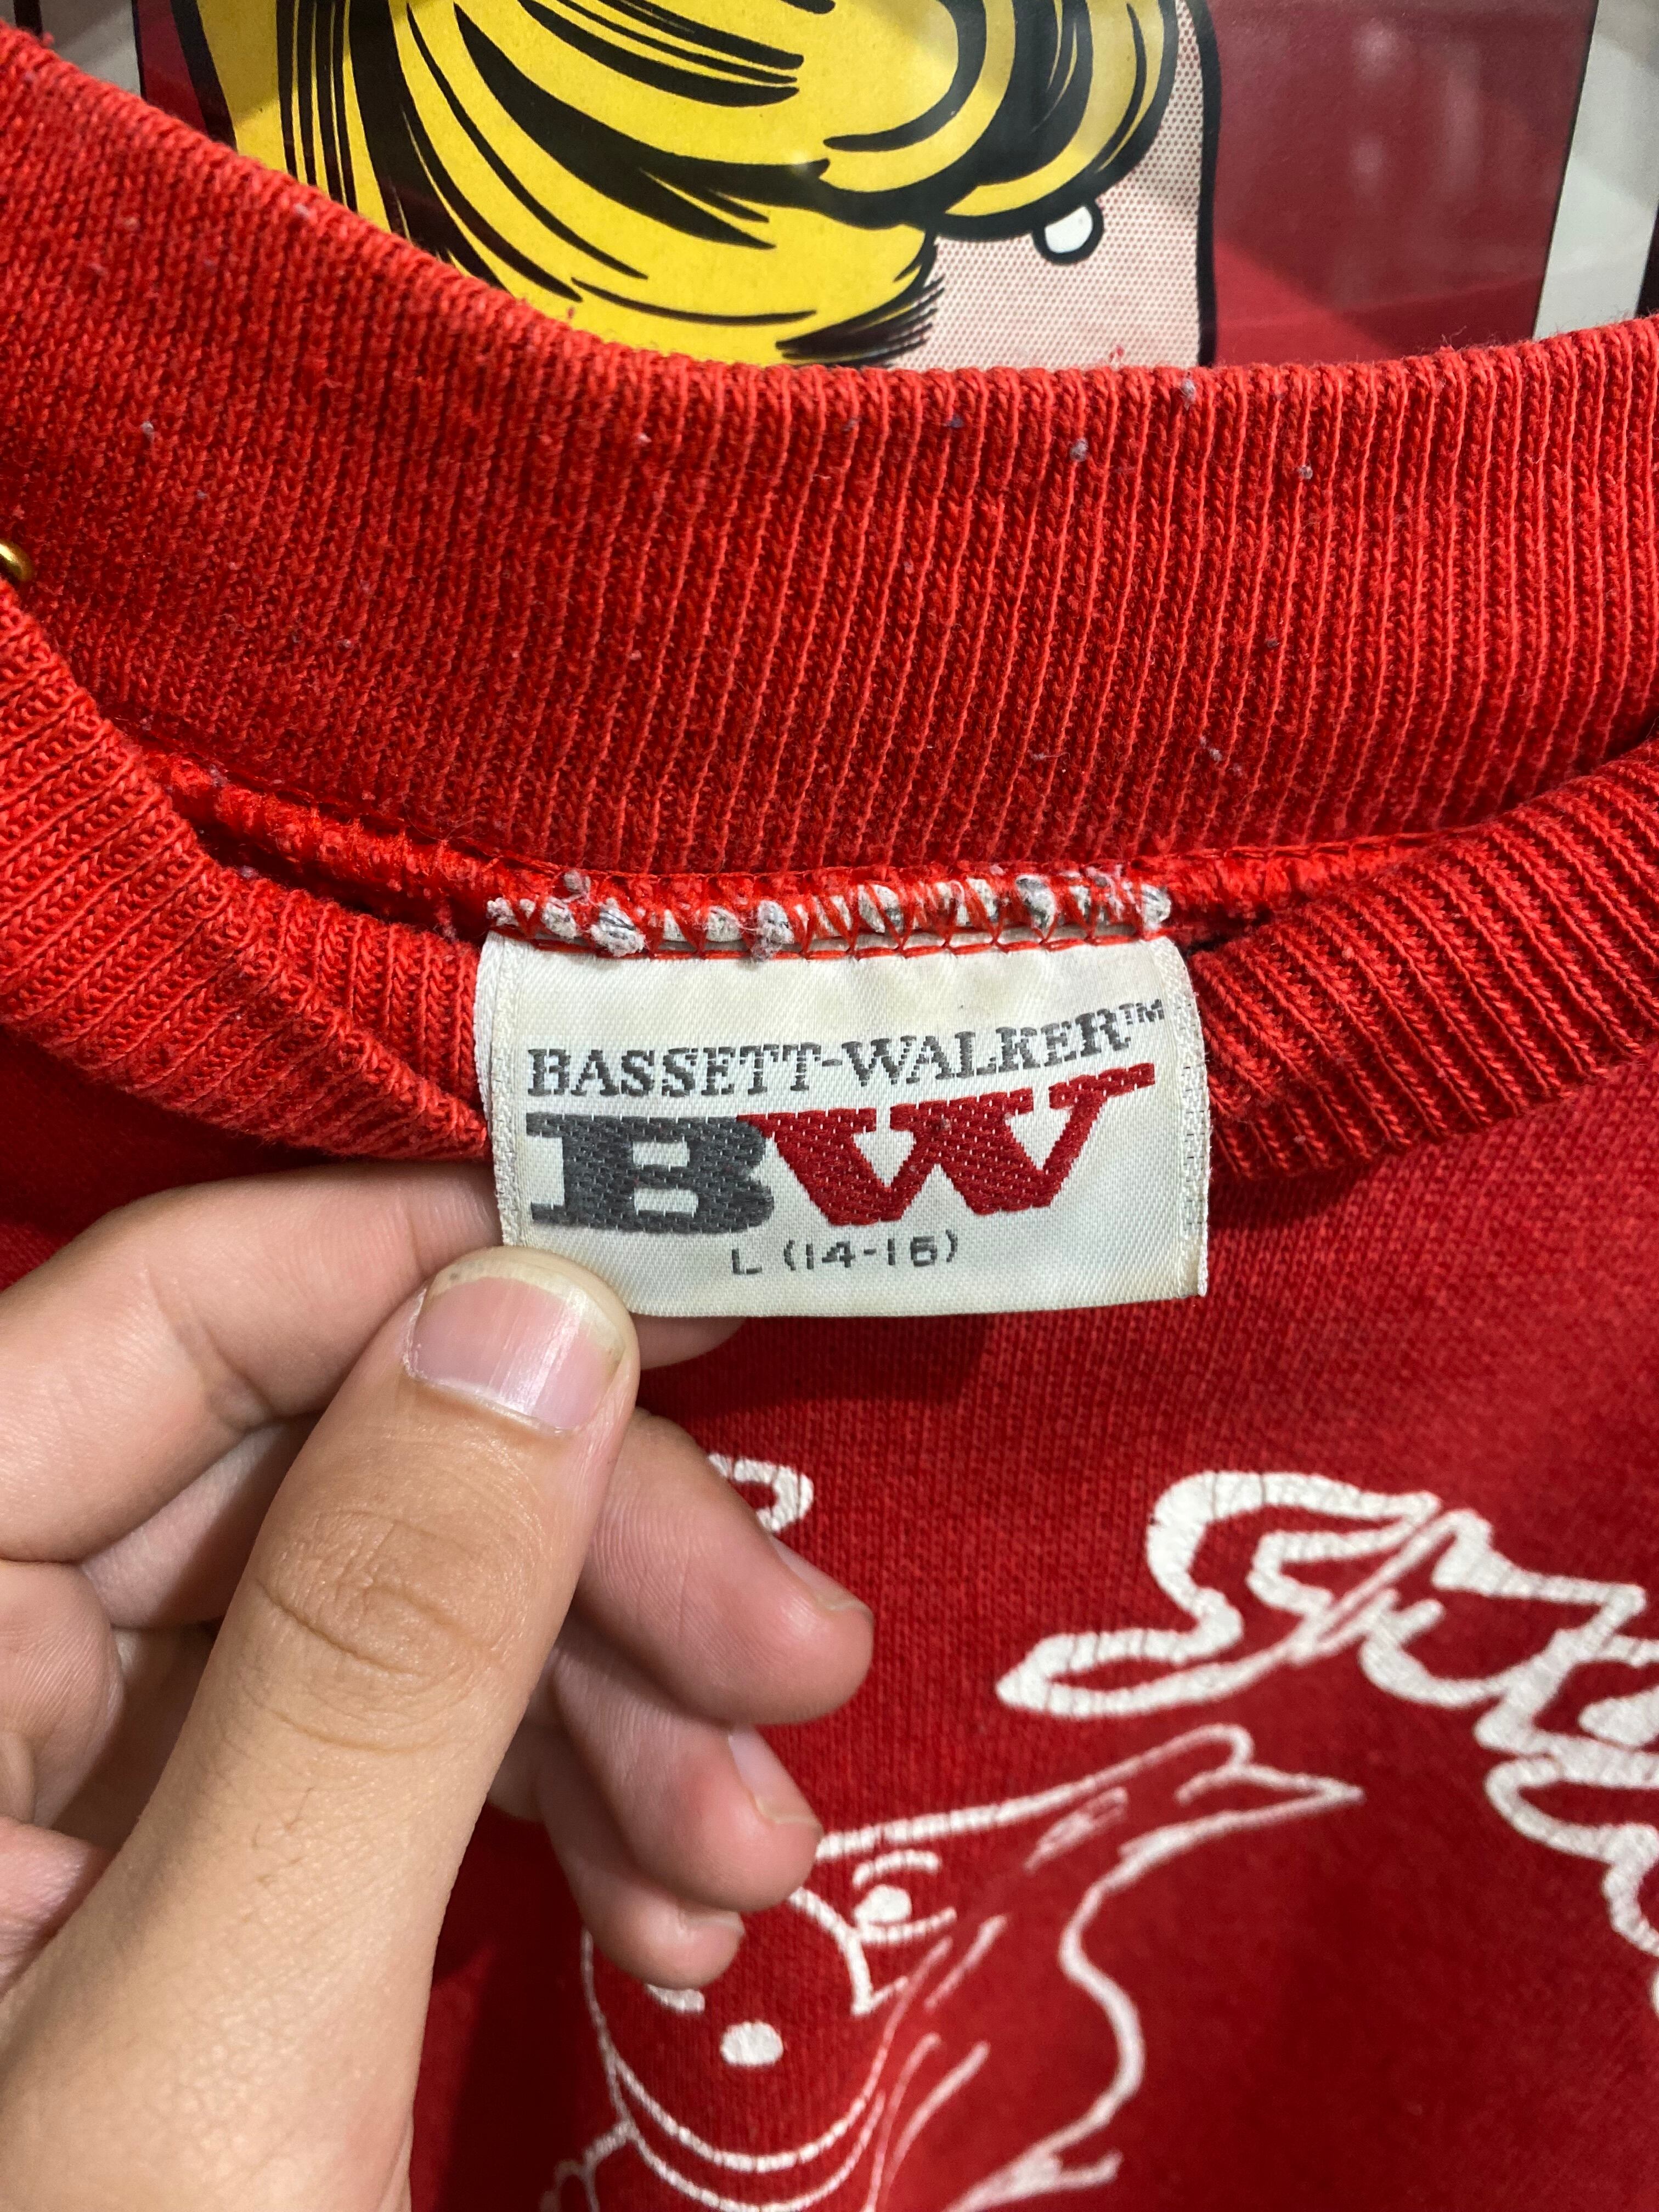 BASSETT-WALKER™
BW
L (14-16)